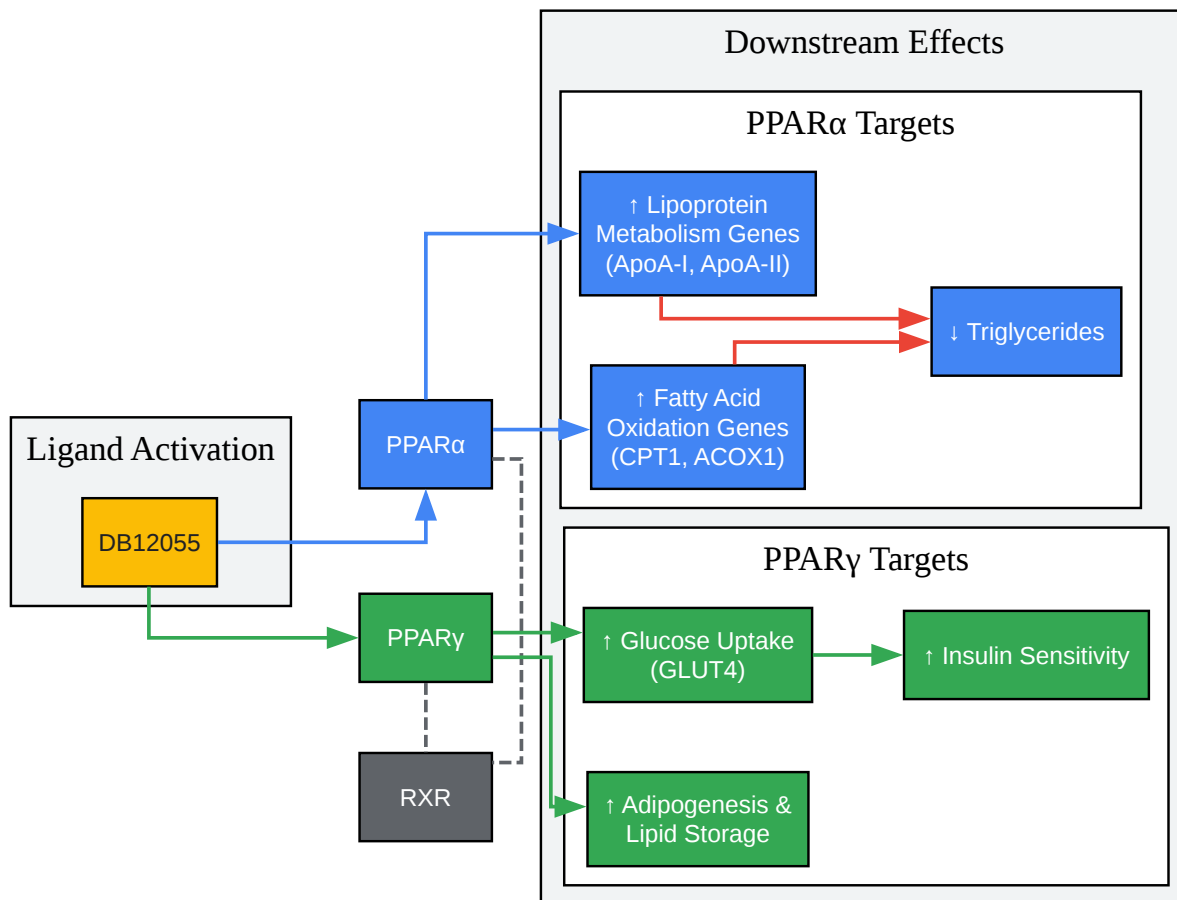 Downstream Effects
PPARα Targets
↑ Lipoprotein
Metabolism Genes
(ApoA-I, ApoA-II)
↓ Triglycerides
↑ Fatty Acid
Oxidation Genes
(CPT1, ACOX1)
Ligand Activation
DB12055
PPARα
PPARγ
RXR
PPARγ Targets
↑ Glucose Uptake
(GLUT4)
↑ Insulin Sensitivity
↑ Adipogenesis &
Lipid Storage